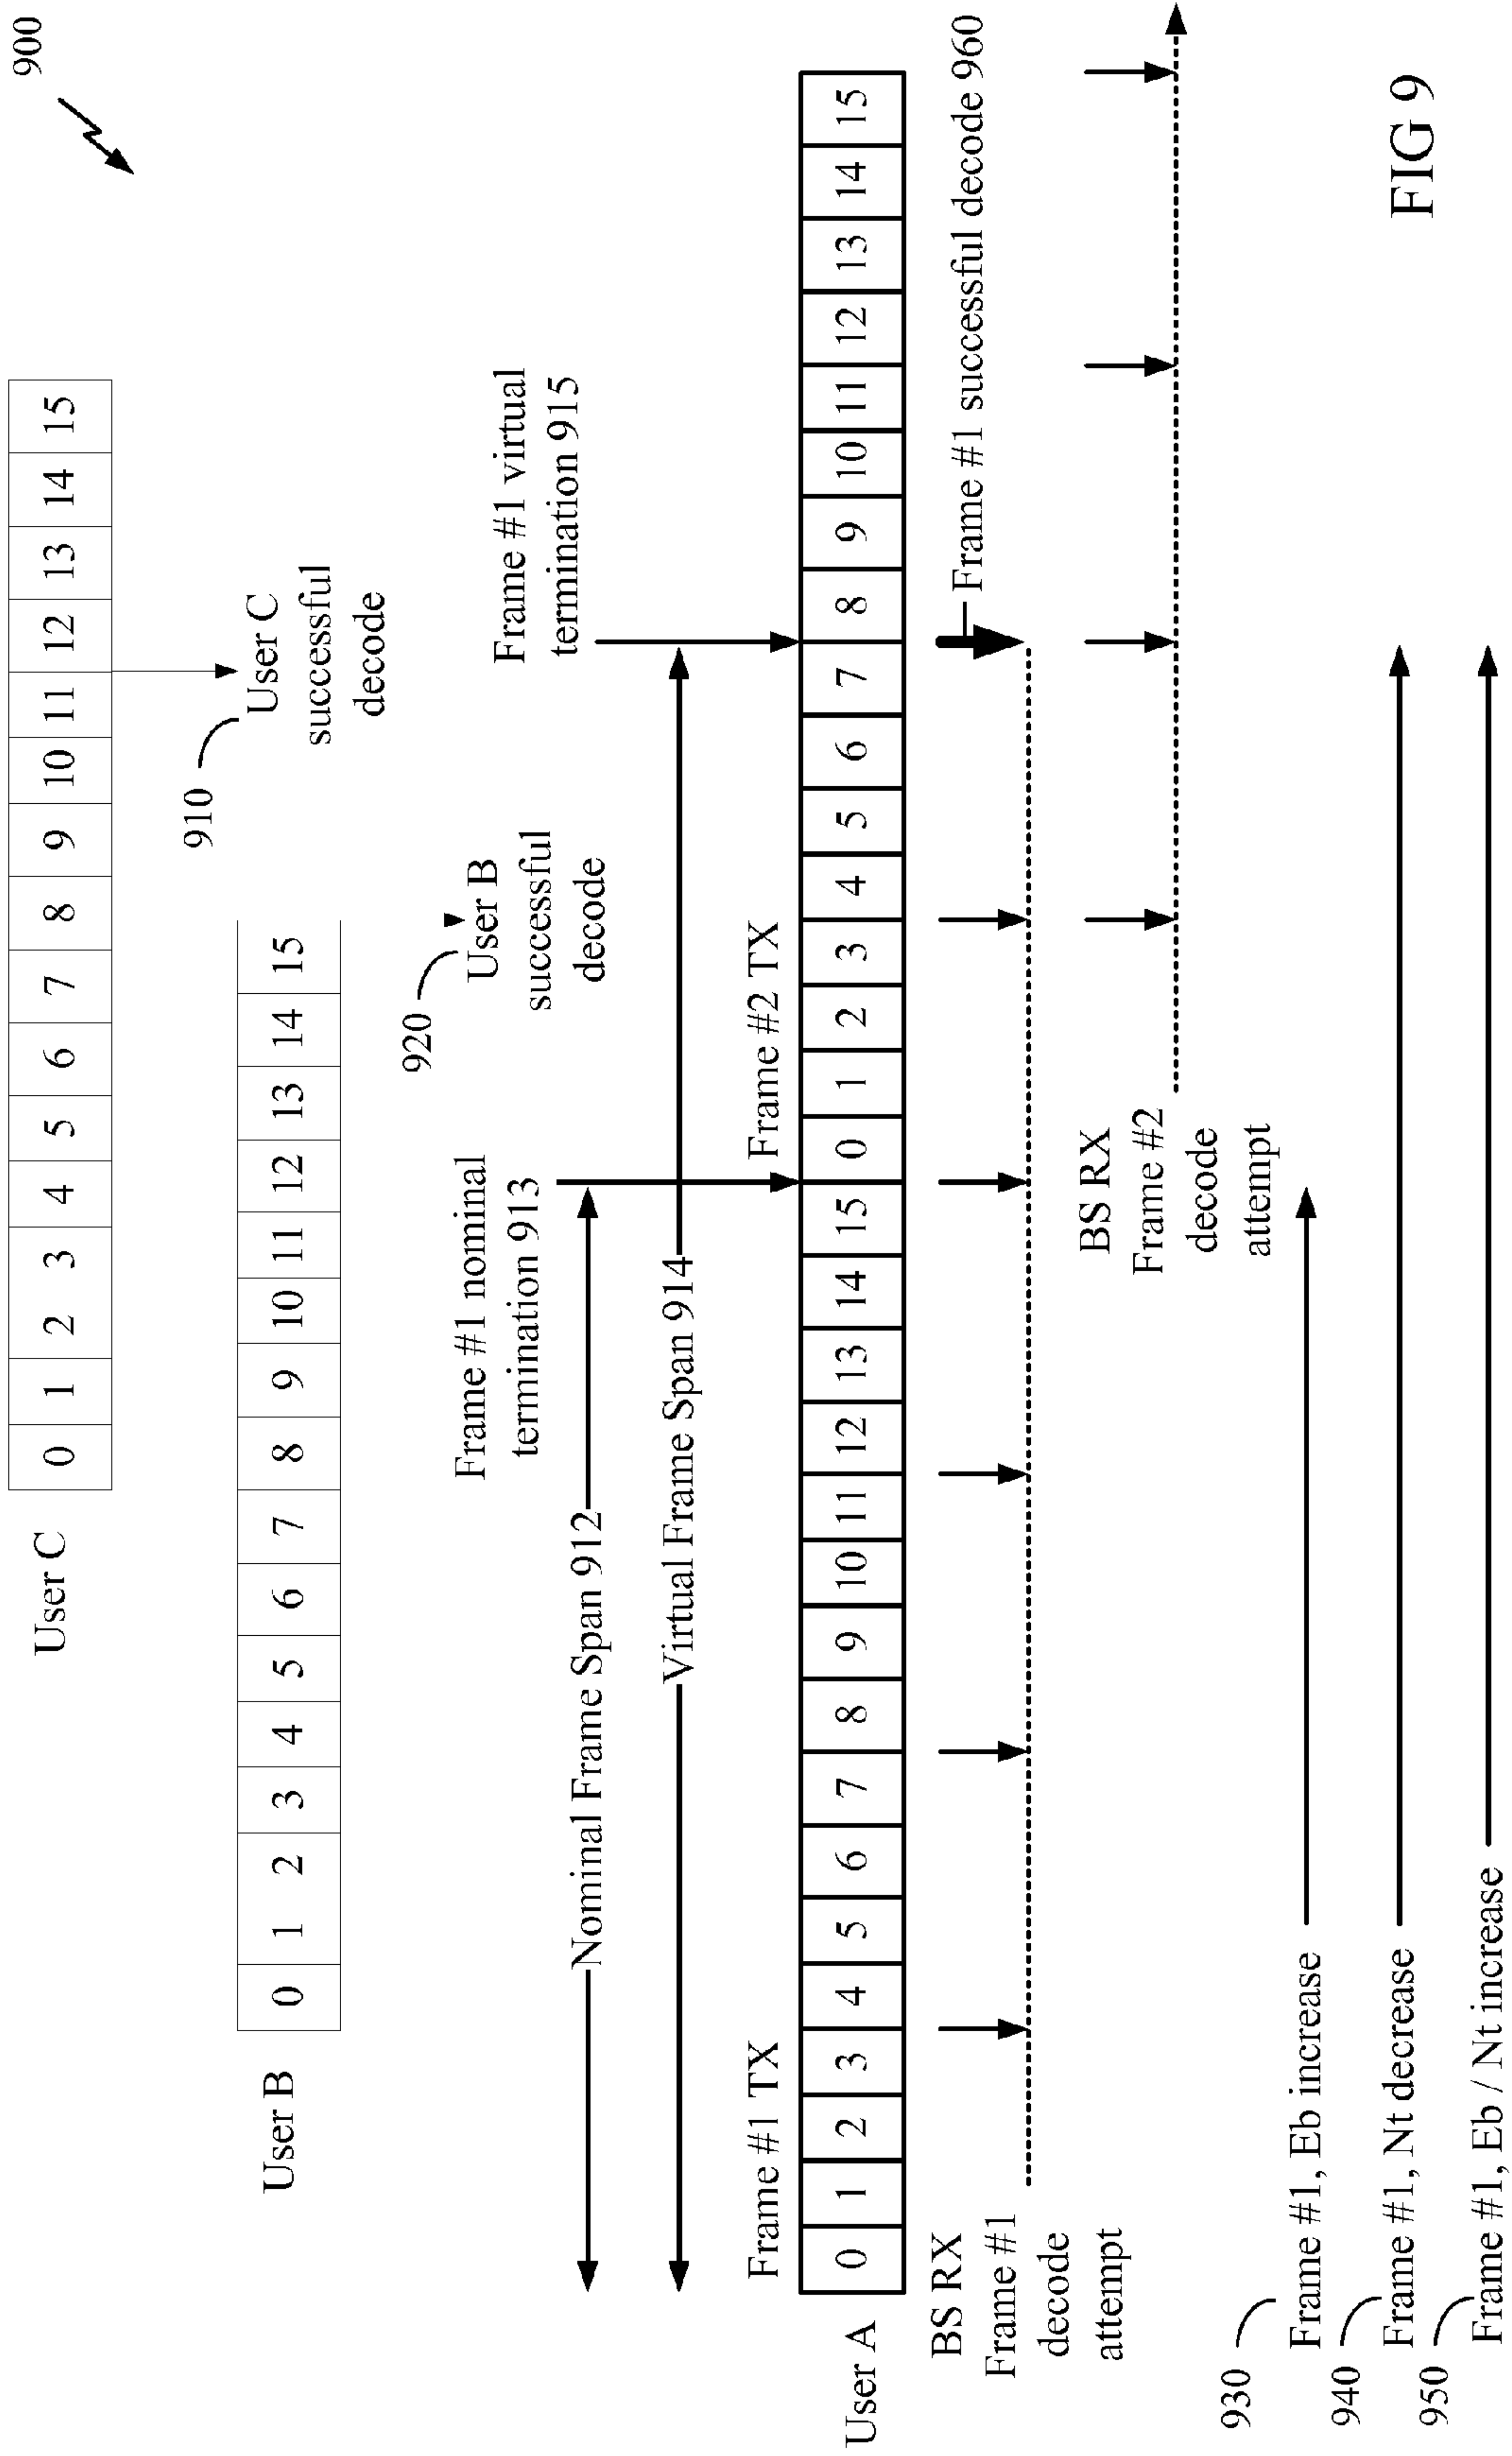 900
User C
0 1 2 3 4 5 6 7 8 9 10 11 12 13 14 15
910
User C
successful
decode
User B
0 1 2 3 4 5 6 7 8 9 10 11 12 13 14 15
920
User B
successful
decode
Frame #1 nominal
termination 913
Frame #1 virtual
termination 915
Nominal Frame Span 912
Virtual Frame Span 914
Frame #1 TX
Frame #2 TX
User A
0 1 2 3 4 5 6 7 8 9 10 11 12 13 14 15 0 1 2 3 4 5 6 7 8 9 10 11 12 13 14 15
BS RX
Frame #1
decode
attempt
Frame #1 successful decode 960
BS RX
Frame #2
decode
attempt
930
Frame #1, Eb increase
940
Frame #1, Nt decrease
950
Frame #1, Eb / Nt increase
FIG 9